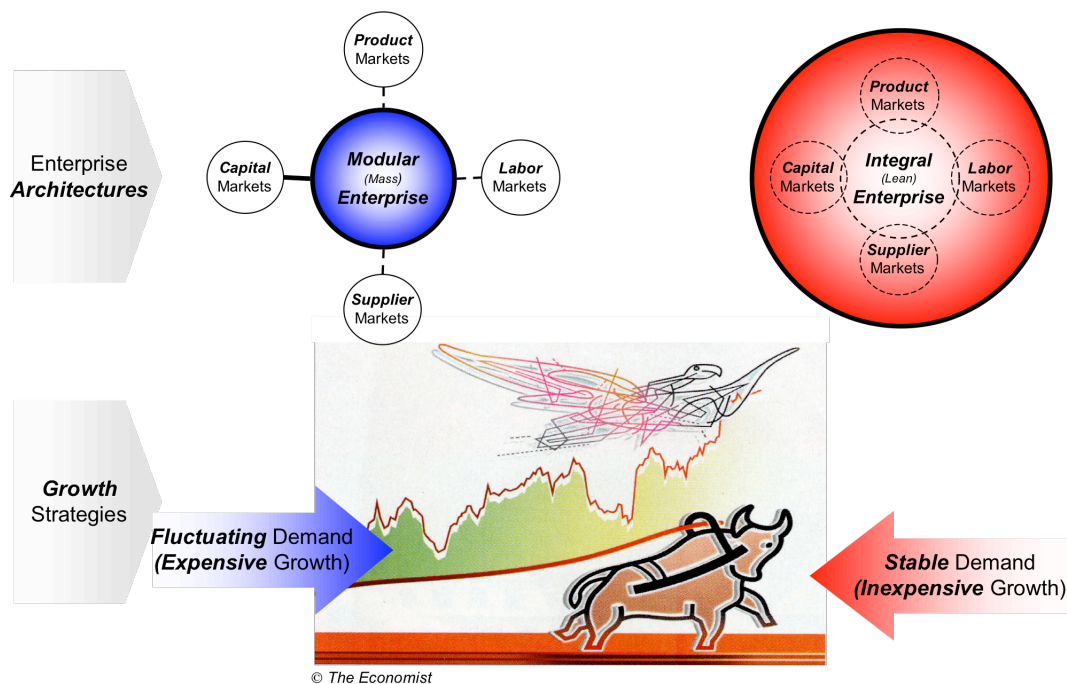 Enterprise
Architectures
Product
Markets
Capital
Markets
Modular
(Mass)
Enterprise
Labor
Markets
Supplier
Markets
Product
Markets
Capital
Markets
Integral
(Lean)
Enterprise
Labor
Markets
Supplier
Markets
Growth
Strategies
Fluctuating Demand
(Expensive Growth)
Stable Demand
(Inexpensive Growth)
© The Economist